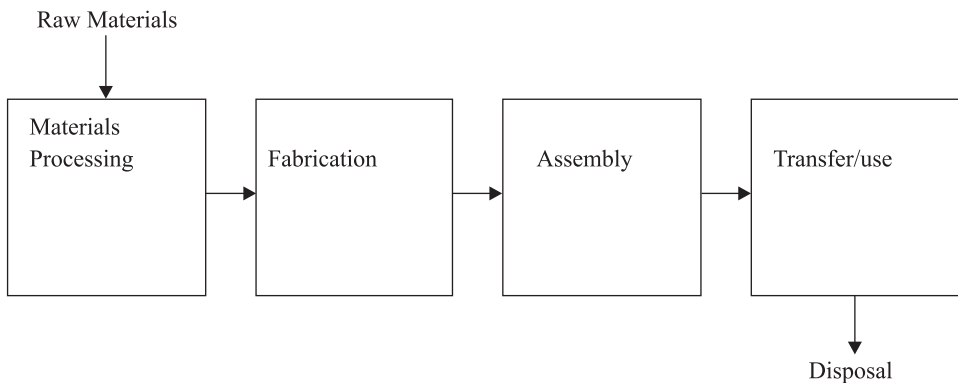 Raw Materials
Materials
Processing
Fabrication
Assembly
Transfer/use
Disposal